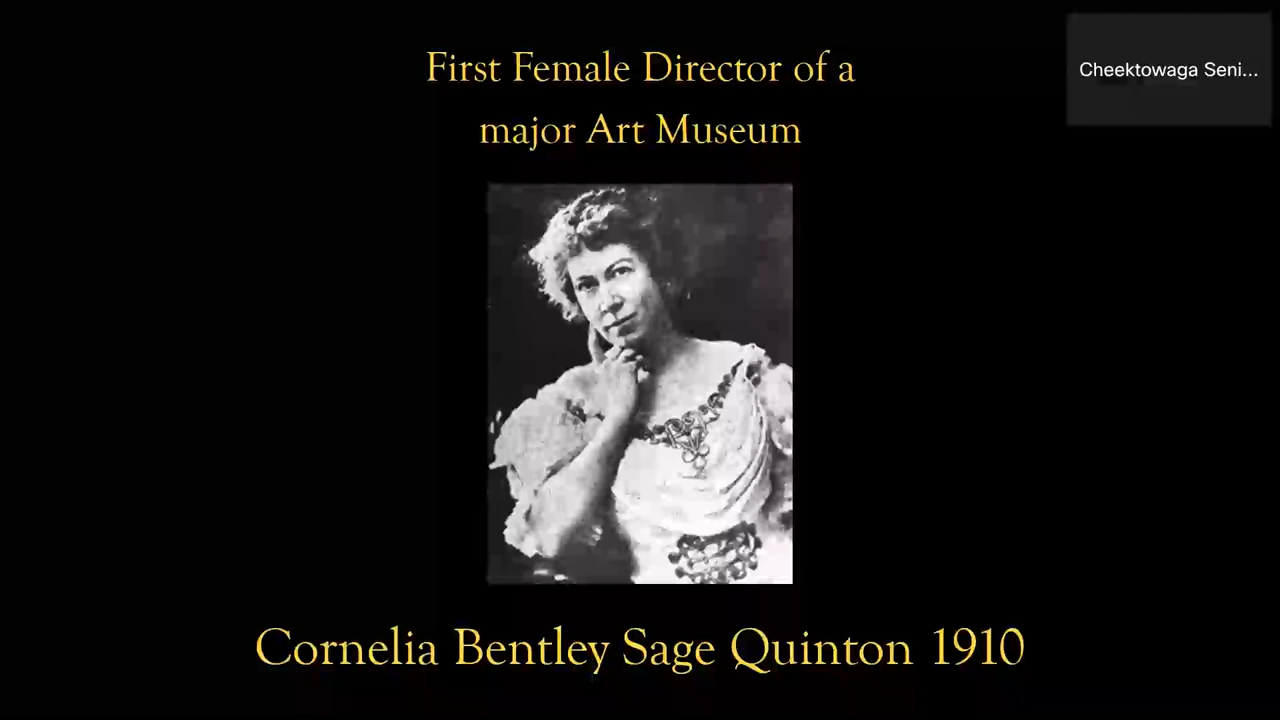 First Female Director of a
major Art Museum
Cheektowaga Seni...
Cornelia Bentley Sage Quinton 1910